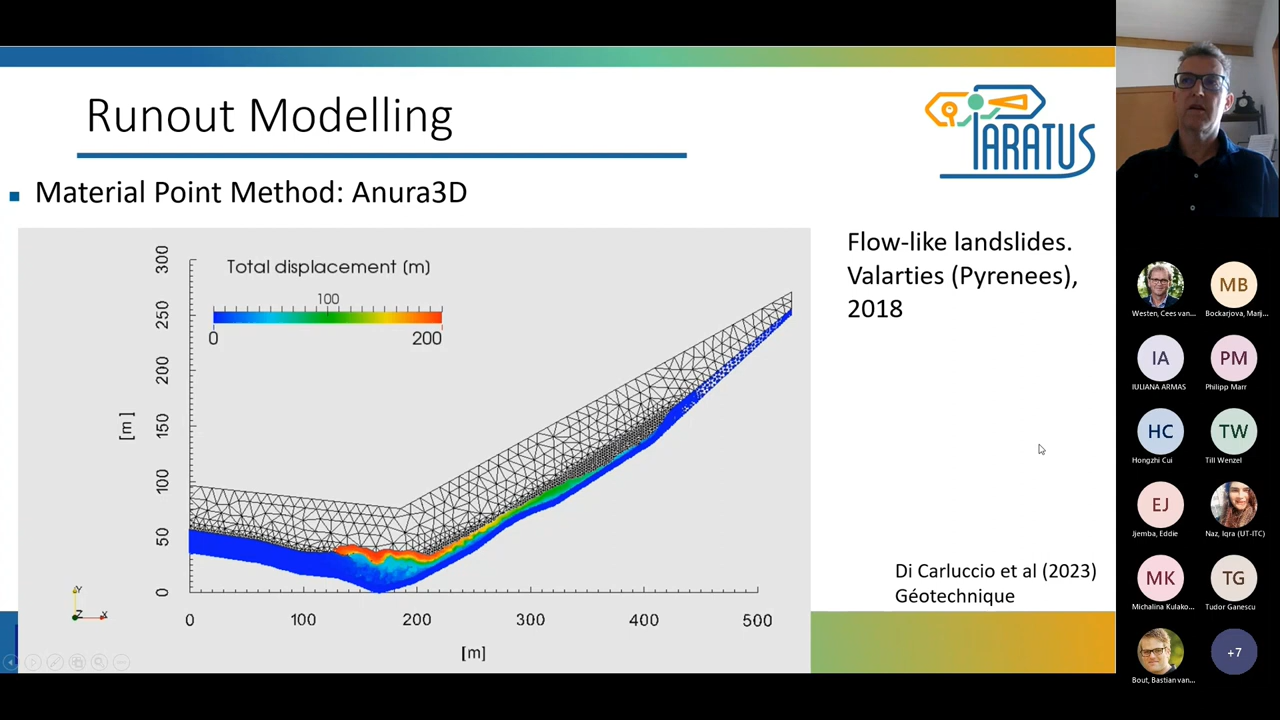 Runout Modelling
PARATUS
Material Point Method: Anura3D
Flow-like landslides.
Valarties (Pyrenees),
2018
Total displacement [m]
100
0
200
300
250
200
150
100
50
0
[m]
0
100
200
300
400
500
[m]
Y
Z
X
Di Carluccio et al (2023)
Géotechnique
Westen, Cees van...
MB
Bockarjova, Marj...
IA
IULIANA ARMAS
PM
Philipp Marr
HC
Hongzhi Cui
TW
Till Wenzel
EJ
Jjemba, Eddie
Naz, Iqra (UT-ITC)
MK
Michalina Kulako...
TG
Tudor Ganescu
Bout, Bastian van...
+7